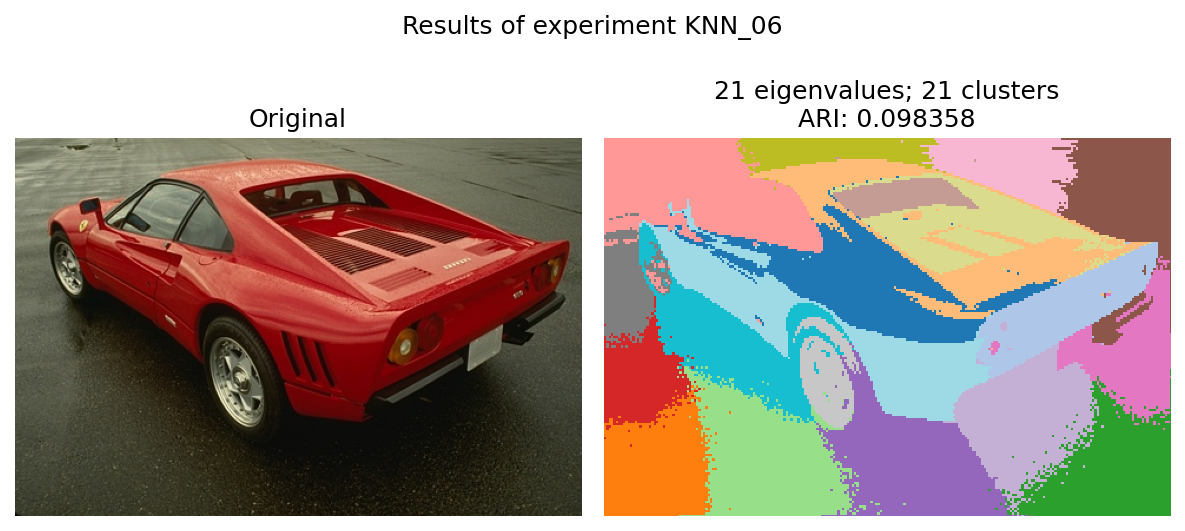 Results of experiment KNN_06
Original
21 eigenvalues; 21 clusters
ARI: 0.098358